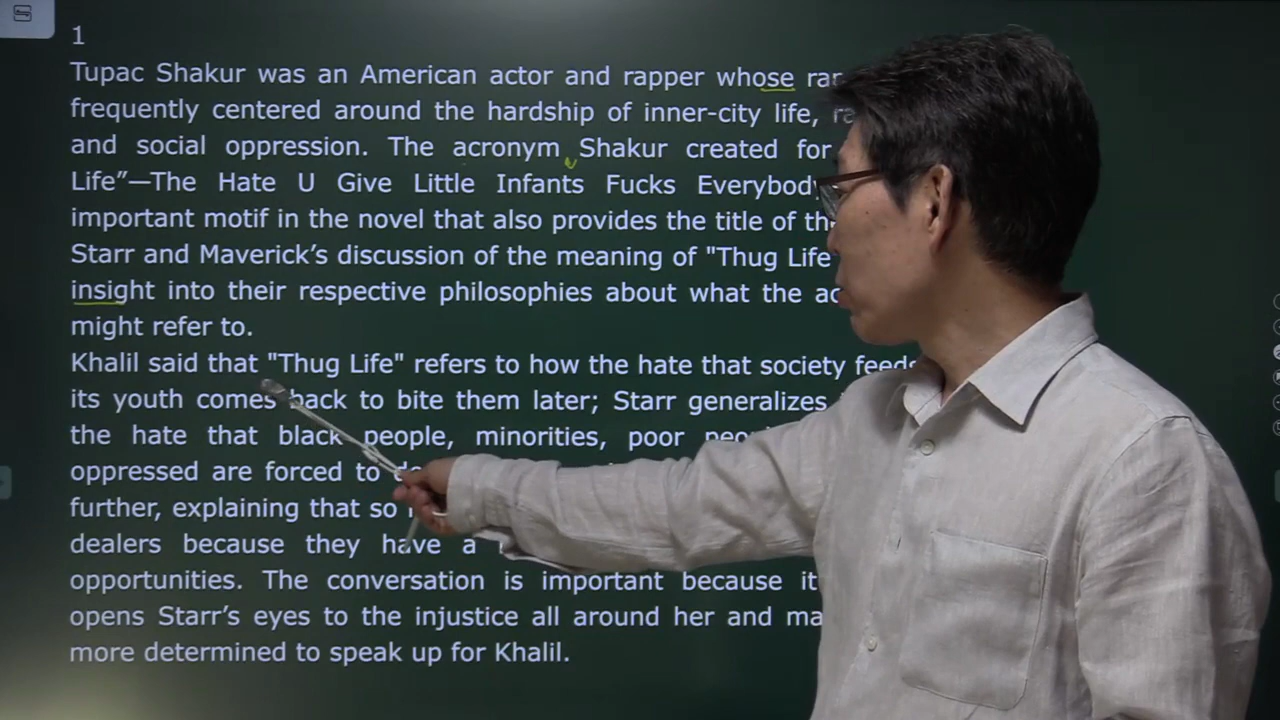 1
Tupac Shakur was an American actor and rapper whose
frequently centered around the hardship of inner-city life,
and social oppression. The acronym Shakur created for
Life”—The Hate U Give Little Infants Fucks Everybody
important motif in the novel that also provides the title of
Starr and Maverick’s discussion of the meaning of "Thug Life
insight into their respective philosophies about what the
might refer to.
Khalil said that "Thug Life" refers to how the hate that society feeds
its youth comes back to bite them later; Starr generalizes
the hate that black people, minorities, poor
oppressed are forced to
further, explaining that so
dealers because they have a
opportunities. The conversation is important because it
opens Starr’s eyes to the injustice all around her and
more determined to speak up for Khalil.